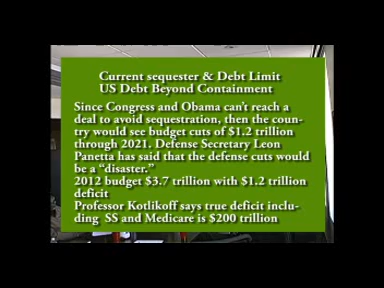 Current sequester & Debt Limit
US Debt Beyond Containment
Since Congress and Obama can't reach a
deal to avoid sequestration, then the coun-
try would see budget cuts of $1.2 trillion
through 2021. Defense Secretary Leon
Panetta has said that the defense cuts would
be a “disaster.”
2012 budget $3.7 trillion with $1.2 trillion
deficit
Professor Kotlikoff says true deficit inclu-
ding  SS and Medicare is $200 trillion